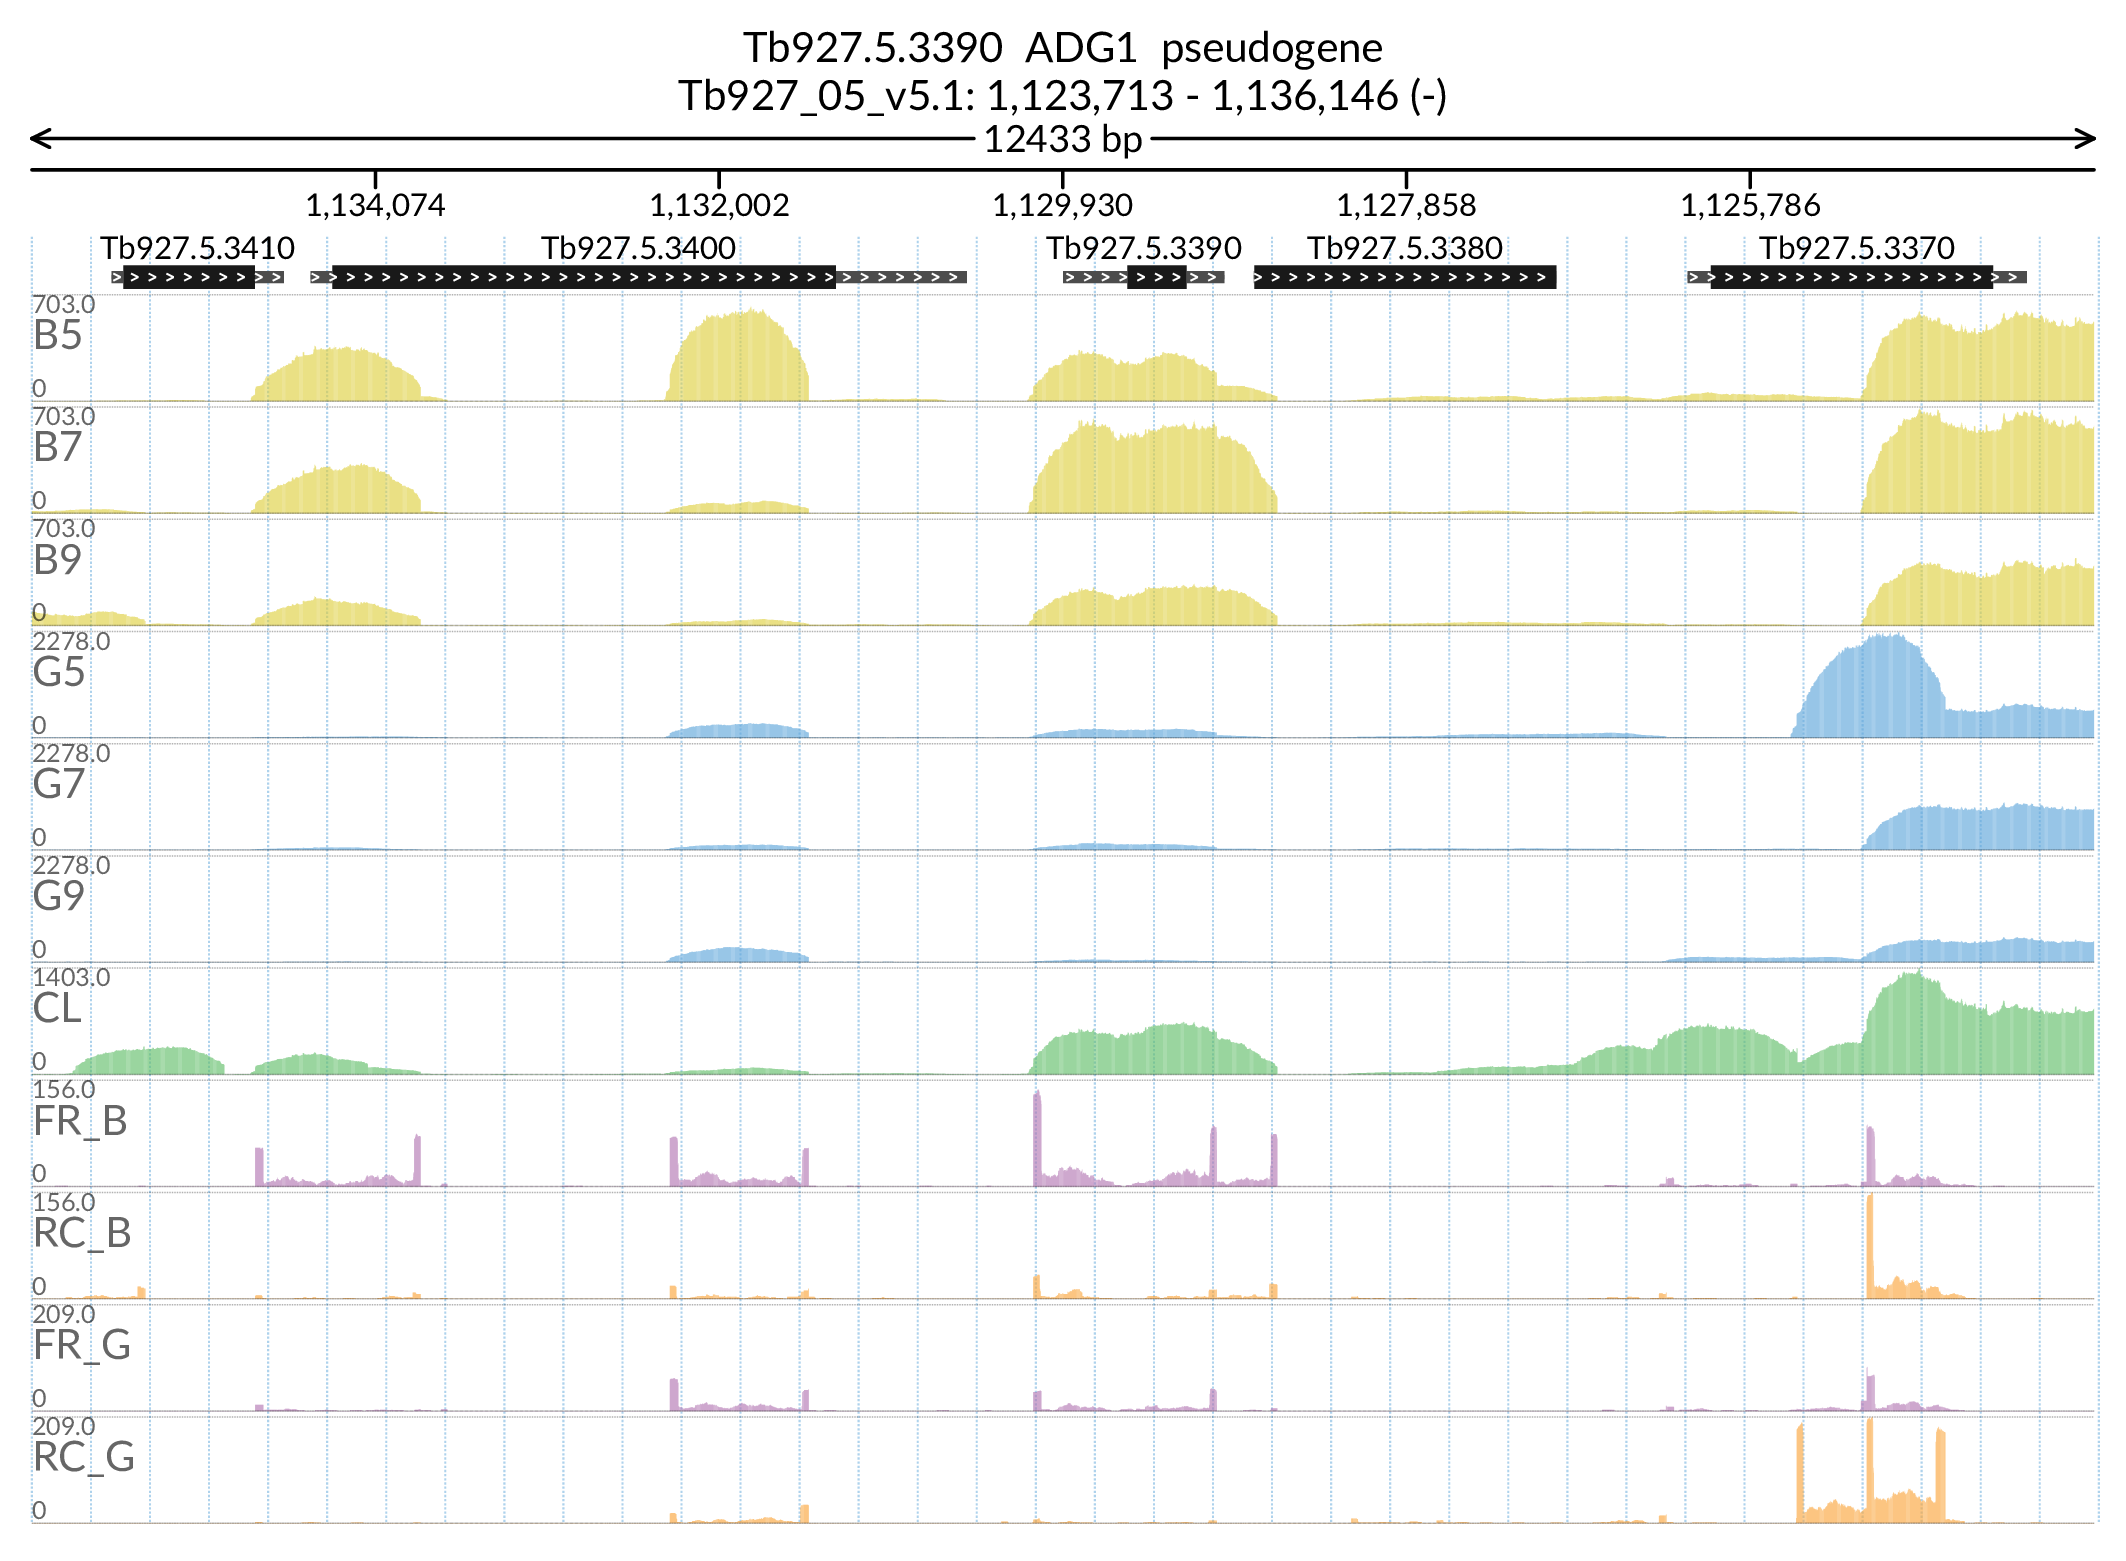 Tb927.5.3390 ADG1 pseudogene
Tb927_05_v5.1: 1,123,713 - 1,136,146 (-)
12433 bp
1,134,074 1,132,002 1,129,930 1,127,858 1,125,786
Tb927.5.3410 Tb927.5.3400 Tb927.5.3390 Tb927.5.3380 Tb927.5.3370
703.0
B5
0
703.0
B7
0
703.0
B9
0
2278.0
G5
0
2278.0
G7
0
2278.0
G9
0
1403.0
CL
0
156.0
FR_B
0
156.0
RC_B
0
209.0
FR_G
0
209.0
RC_G
0